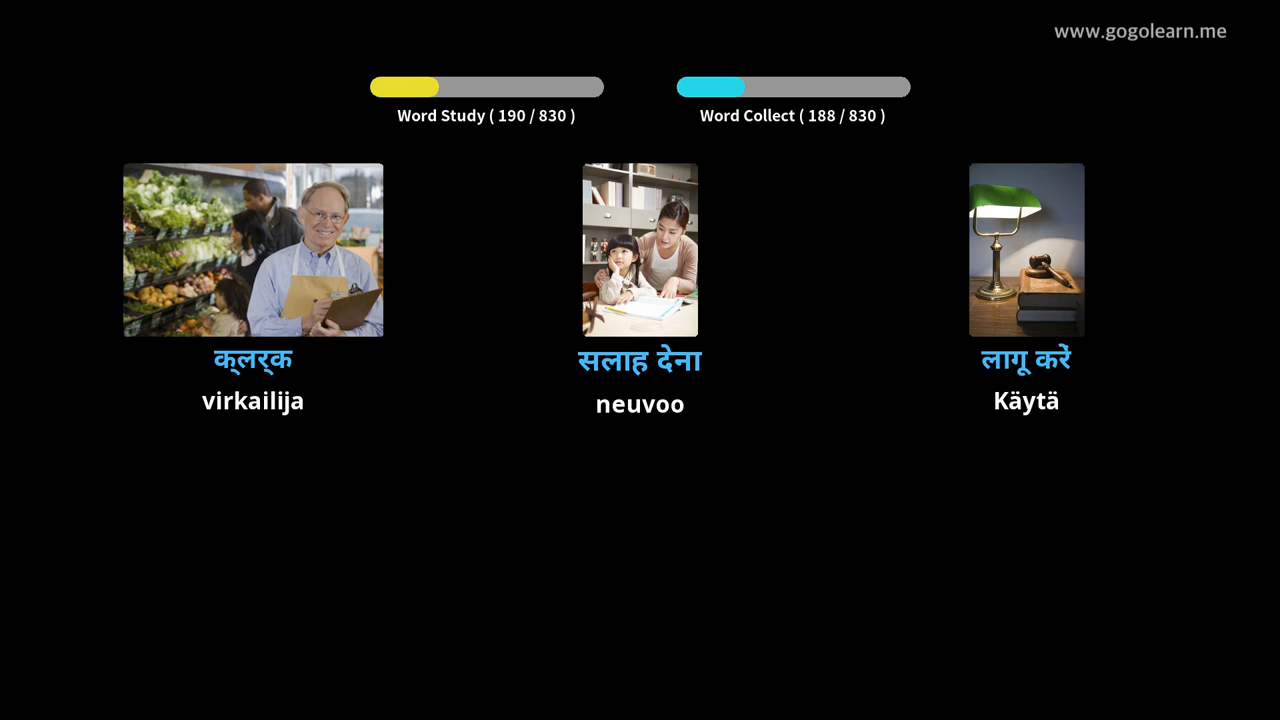 www.gogolearn.me
Word Study ( 190 / 830 )
Word Collect ( 188 / 830 )
क्लर्क
virkailija
सलाह देना
neuvoo
लागू करें
Käytä